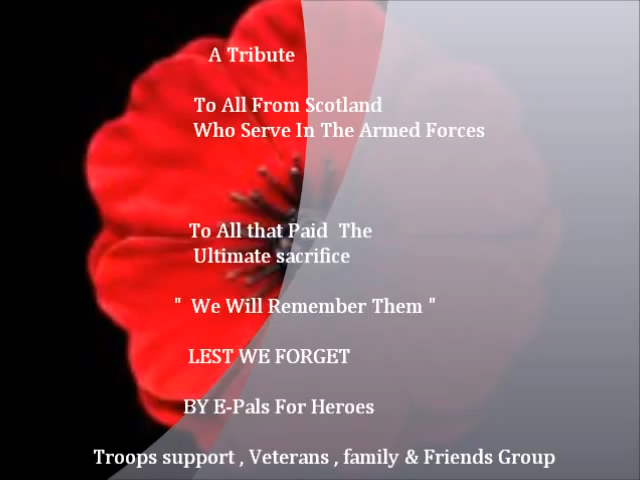 A Tribute
To All From Scotland
Who Serve In The Armed Forces
To All that Paid The
Ultimate sacrifice
" We Will Remember Them "
LEST WE FORGET
BY E-Pals For Heroes
Troops support , Veterans , family & Friends Group